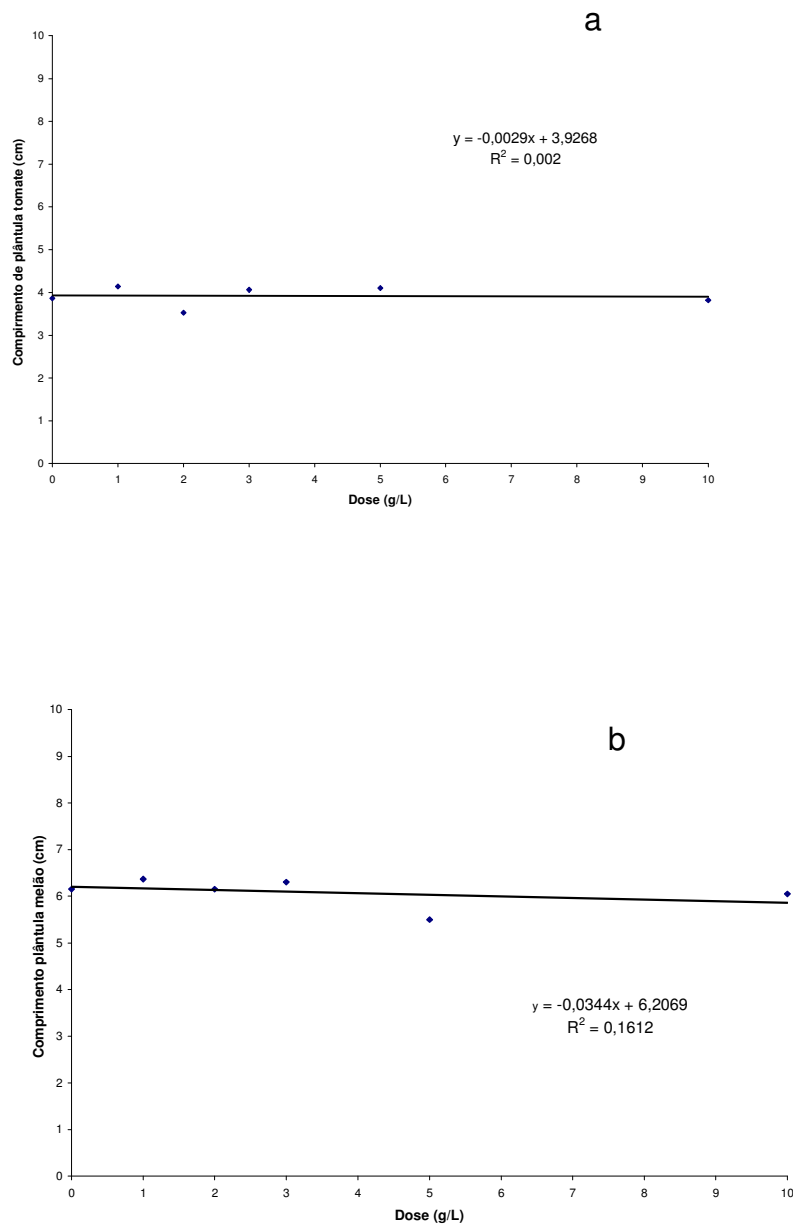 a
10
9
8
7
6
5
4
3
2
1
0
Compirmento de plântula tomate (cm)
y = -0,0029x + 3,9268
R² = 0,002
0 1 2 3 4 5 6 7 8 9 10
Dose (g/L)
b
10
9
8
7
6
5
4
3
2
1
0
Comprimento plântula melão (cm)
y = -0,0344x + 6,2069
R² = 0,1612
0 1 2 3 4 5 6 7 8 9 10
Dose (g/L)